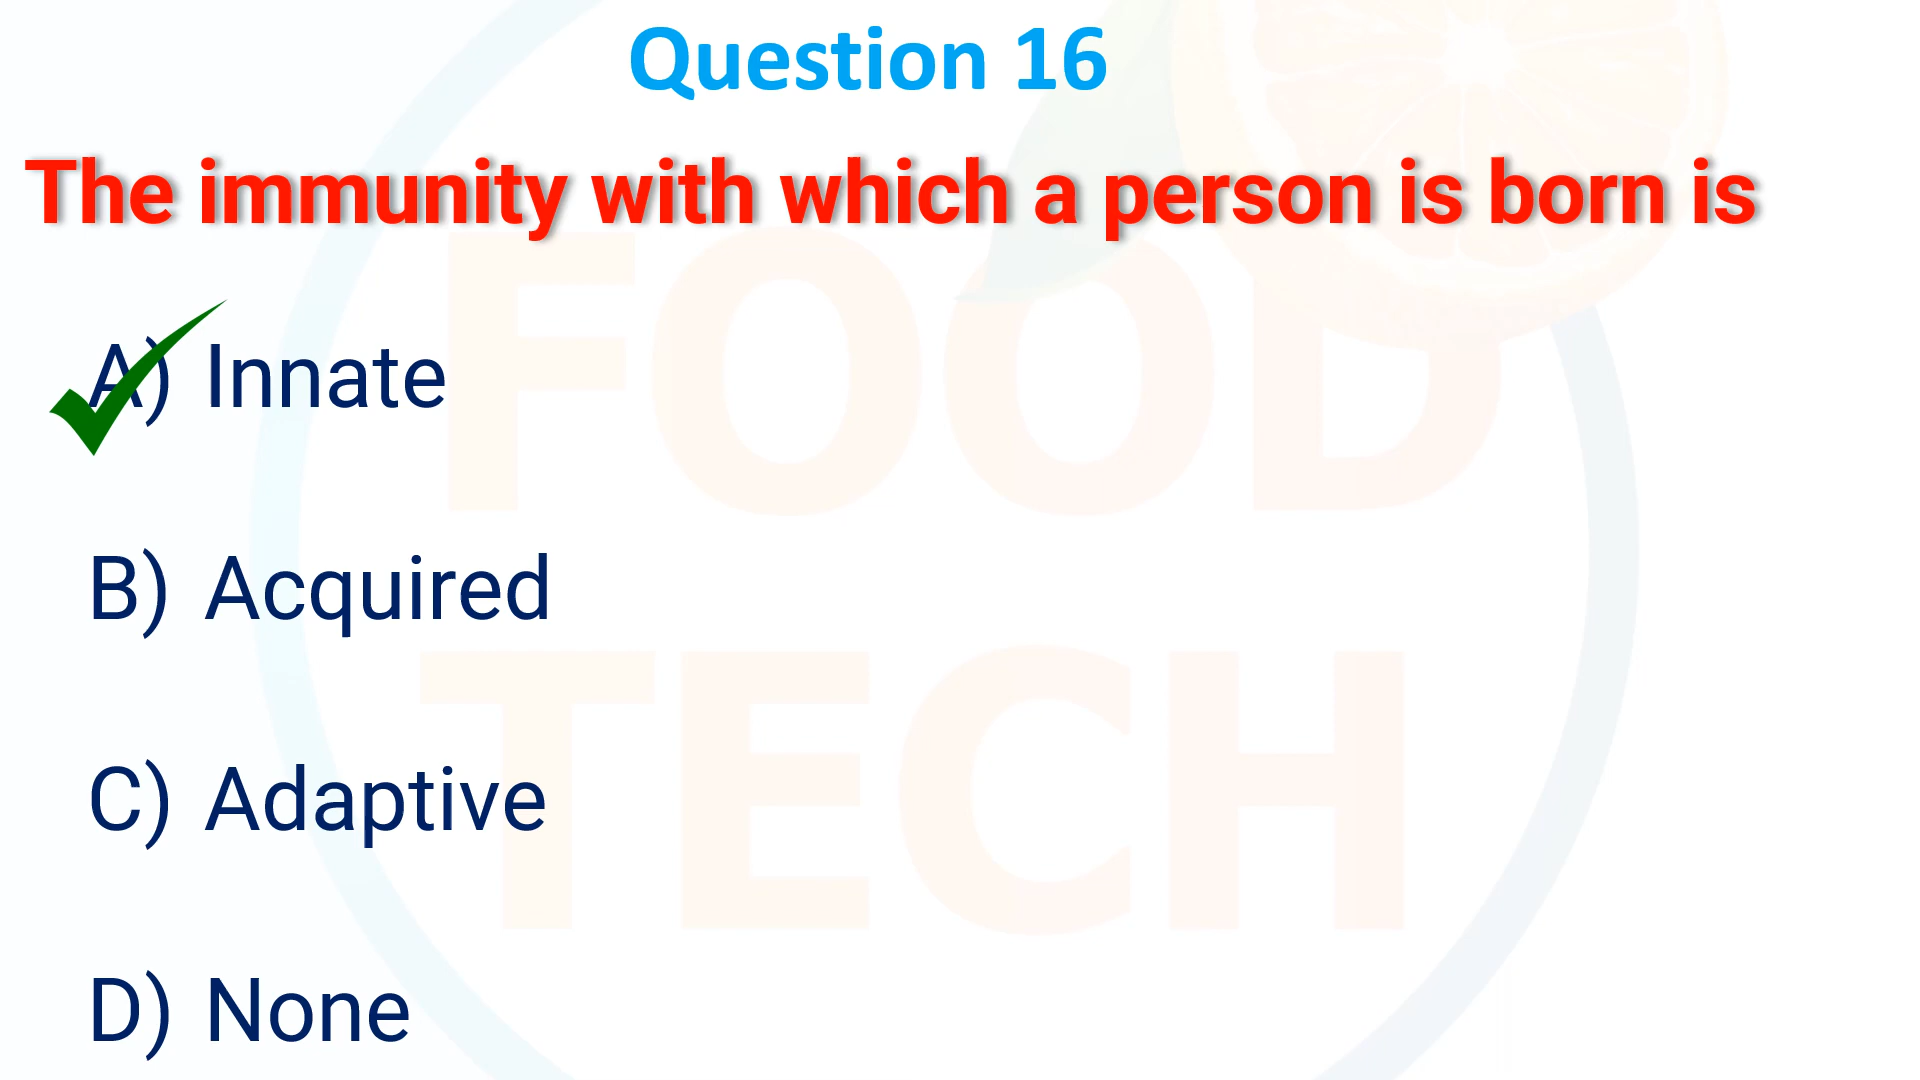 Question 16
The immunity with which a person is born is
A) Innate
B) Acquired
C) Adaptive
D) None
FOOD
TECH